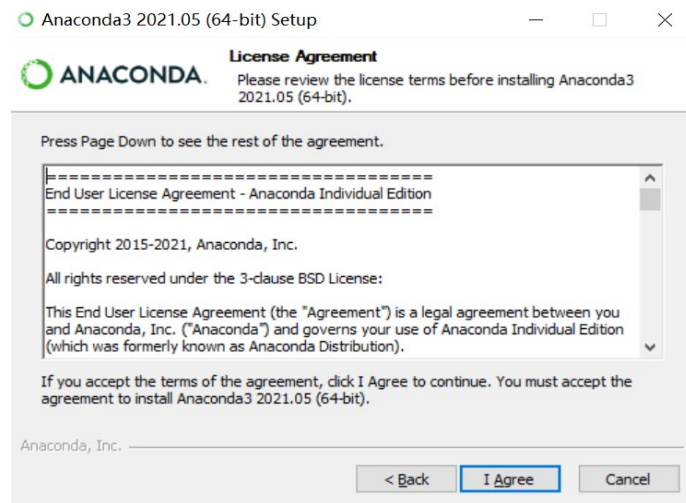 Anaconda3 2021.05 (64-bit) Setup
ANACONDA.
License Agreement
Please review the license terms before installing Anaconda3
2021.05 (64-bit).
Press Page Down to see the rest of the agreement.
====================================
End User License Agreement - Anaconda Individual Edition
====================================
Copyright 2015-2021, Anaconda, Inc.
All rights reserved under the 3-clause BSD License:
This End User License Agreement (the "Agreement") is a legal agreement between you
and Anaconda, Inc. ("Anaconda") and governs your use of Anaconda Individual Edition
(which was formerly known as Anaconda Distribution).
If you accept the terms of the agreement, click I Agree to continue. You must accept the
agreement to install Anaconda3 2021.05 (64-bit).
Anaconda, Inc.
< Back
I Agree
Cancel